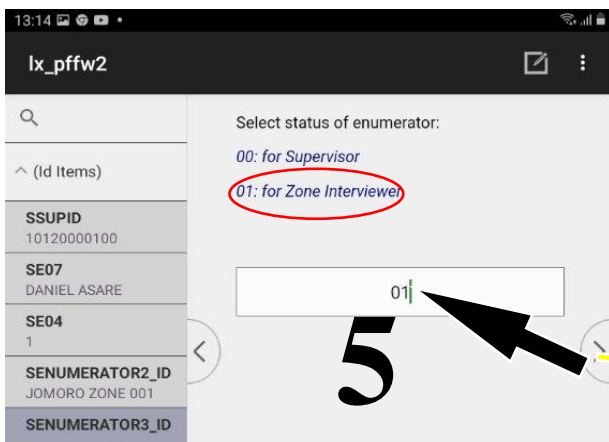 13:14
lx_pffw2
Select status of enumerator:
00: for Supervisor
(Id Items)
01: for Zone Interviewer
SSUPID
10120000100
SE07
DANIEL ASARE
01
SE04
1
5
SENUMERATOR2_ID
JOMORO ZONE 001
SENUMERATOR3_ID